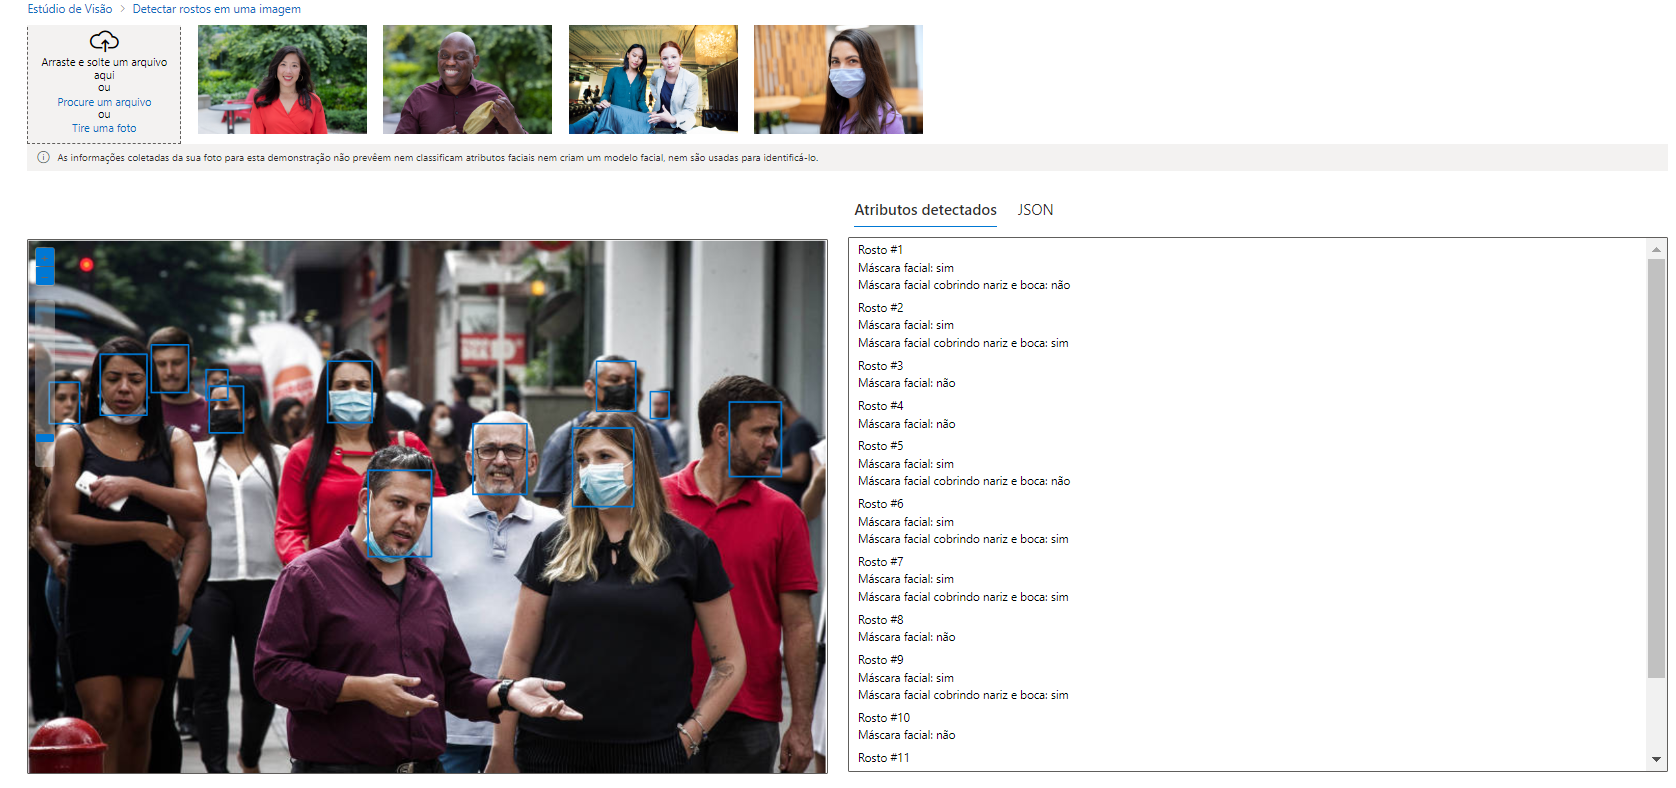 Estúdio de Visão > Detectar rostos em uma imagem
Arraste e solte um arquivo
aqui
ou
Procure um arquivo
ou
Tire uma foto
As informações coletadas da sua foto para esta demonstração não prevêem nem classificam atributos faciais nem criam um modelo facial, nem são usadas para identificá-lo.
Atributos detectados JSON
Rosto #1
Máscara facial: sim
Máscara facial cobrindo nariz e boca: não
Rosto #2
Máscara facial: sim
Máscara facial cobrindo nariz e boca: sim
Rosto #3
Máscara facial: não
Rosto #4
Máscara facial: não
Rosto #5
Máscara facial: sim
Máscara facial cobrindo nariz e boca: não
Rosto #6
Máscara facial: sim
Máscara facial cobrindo nariz e boca: sim
Rosto #7
Máscara facial: sim
Máscara facial cobrindo nariz e boca: sim
Rosto #8
Máscara facial: não
Rosto #9
Máscara facial: sim
Máscara facial cobrindo nariz e boca: sim
Rosto #10
Máscara facial: não
Rosto #11